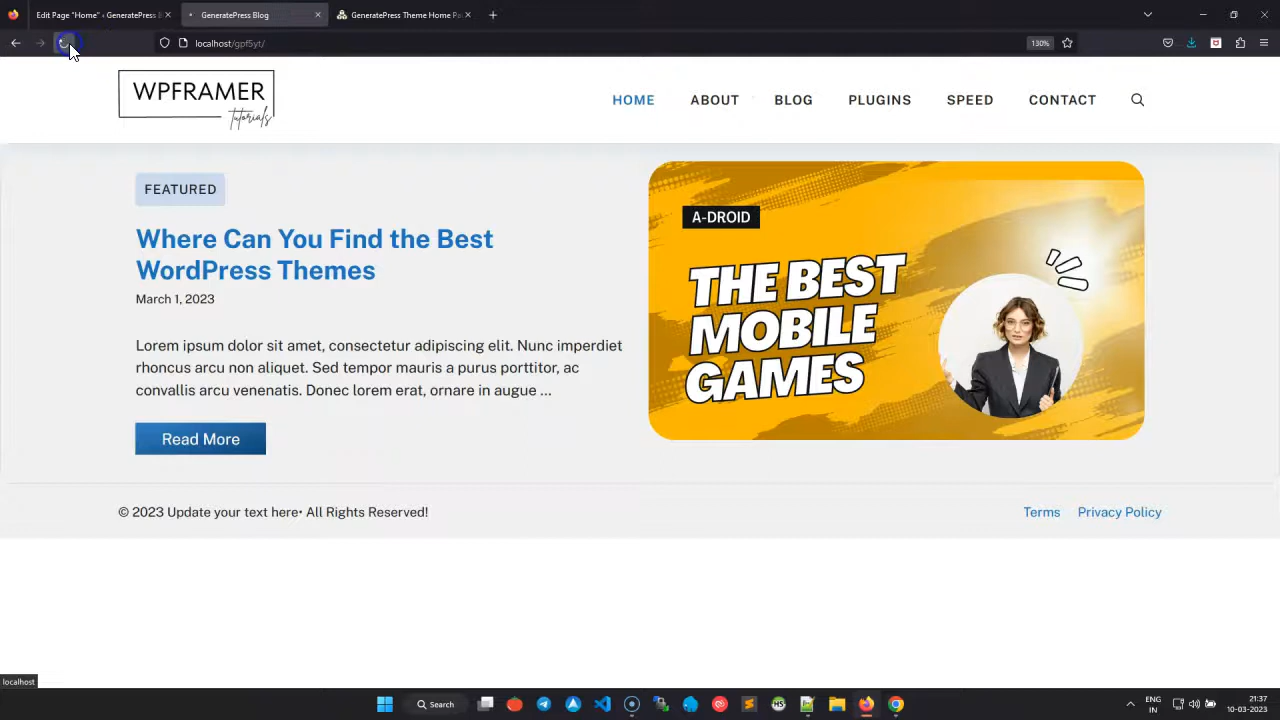 Edit Page "Home" ‹ GeneratePress
GeneratePress Blog
GeneratePress Theme Home Pa
localhost/gpf5yt/
130%
WPFRAMER
Tutorials
HOME
ABOUT
BLOG
PLUGINS
SPEED
CONTACT
FEATURED
Where Can You Find the Best
WordPress Themes
March 1, 2023
Lorem ipsum dolor sit amet, consectetur adipiscing elit. Nunc imperdiet
rhoncus arcu non aliquet. Sed tempor mauris a purus porttitor, ac
convallis arcu venenatis. Donec lorem erat, ornare in augue ...
Read More
A-DROID
THE BEST
MOBILE
GAMES
© 2023 Update your text here• All Rights Reserved!
Terms
Privacy Policy
localhost
Search
ENG
IN
21:37
10-03-2023